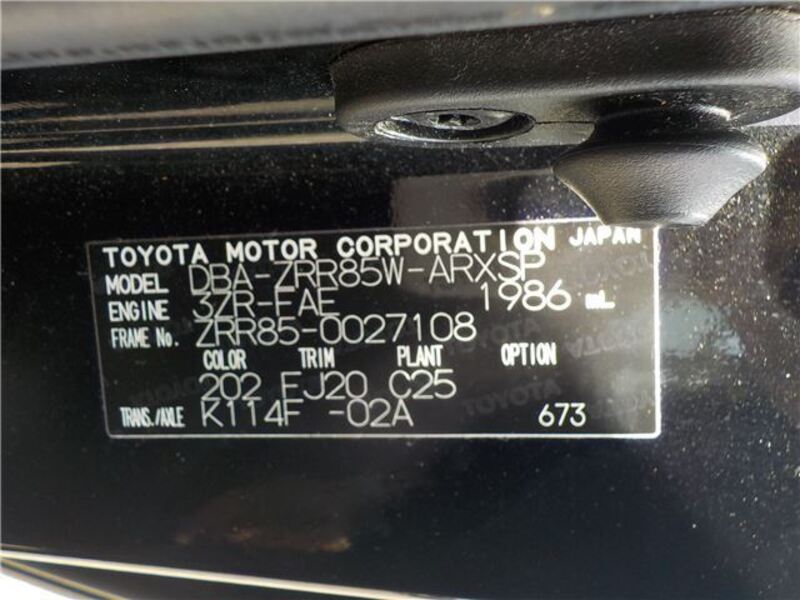 TOYOTA MOTOR CORPORATION JAPAN
MODEL DBA-ZRR85W-ARXSP
ENGINE 3ZR-FAE 1986 mL
FRAME No. ZRR85-0027108
COLOR TRIM PLANT OPTION
202 FJ20 C25
TRANS./AXLE K114F -02A 673